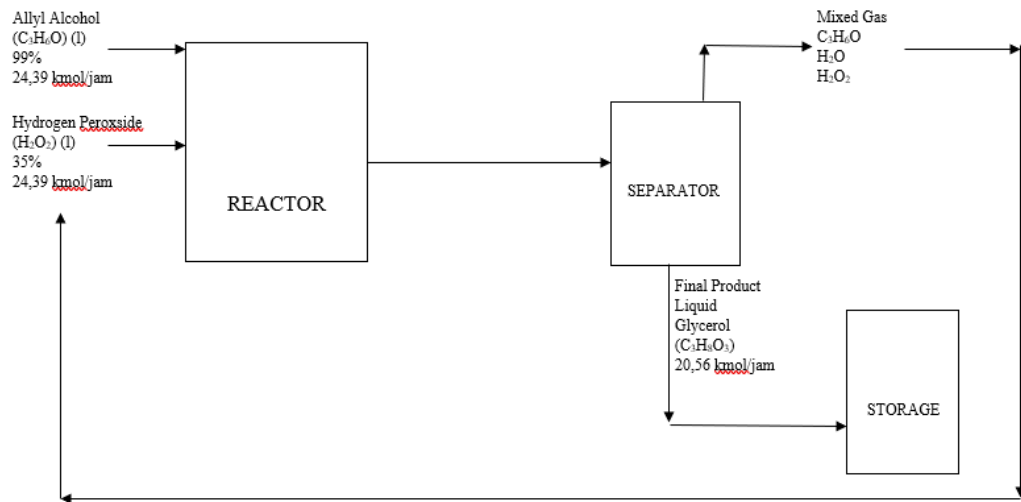 Allyl Alcohol
(C₃H₆O) (l)
99%
24,39 kmol/jam
Hydrogen Peroxside
(H₂O₂) (l)
35%
24,39 kmol/jam
REACTOR
SEPARATOR
Mixed Gas
C₃H₆O
H₂O
H₂O₂
Final Product
Liquid
Glycerol
(C₃H₈O₃)
20,56 kmol/jam
STORAGE